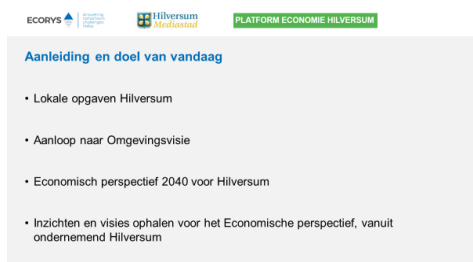 ECORYS
Hilversum
Mediastad
PLATFORM ECONOMIE HILVERSUM
Aanleiding en doel van vandaag
• Lokale opgaven Hilversum
• Aanloop naar Omgevingsvisie
• Economisch perspectief 2040 voor Hilversum
• Inzichten en visies ophalen voor het Economische perspectief, vanuit
ondernemend Hilversum